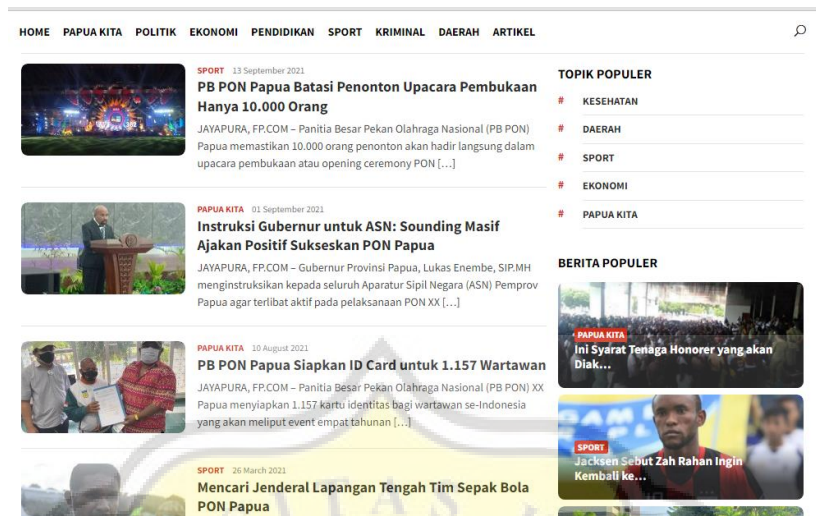 HOME PAPUA KITA POLITIK EKONOMI PENDIDIKAN SPORT KRIMINAL DAERAH ARTIKEL
SPORT 13 September 2021
PB PON Papua Batasi Penonton Upacara Pembukaan
Hanya 10.000 Orang
JAYAPURA, FP.COM – Panitia Besar Pekan Olahraga Nasional (PB PON)
Papua memastikan 10.000 orang penonton akan hadir langsung dalam
upacara pembukaan atau opening ceremony PON […]
PAPUA KITA 01 September 2021
Instruksi Gubernur untuk ASN: Sounding Masif
Ajakan Positif Sukseskan PON Papua
JAYAPURA, FP.COM – Gubernur Provinsi Papua, Lukas Enembe, SIP.MH
menginstruksikan kepada seluruh Aparatur Sipil Negara (ASN) Pemprov
Papua agar terlibat aktif pada pelaksanaan PON XX […]
PAPUA KITA 10 August 2021
PB PON Papua Siapkan ID Card untuk 1.157 Wartawan
JAYAPURA, FP.COM – Panitia Besar Pekan Olahraga Nasional (PB PON) XX
Papua menyiapkan 1.157 kartu identitas bagi wartawan se-Indonesia
yang akan meliput event empat tahunan […]
SPORT 26 March 2021
Mencari Jenderal Lapangan Tengah Tim Sepak Bola
PON Papua
TOPIK POPULER
# KESEHATAN
# DAERAH
# SPORT
# EKONOMI
# PAPUA KITA
BERITA POPULER
PAPUA KITA
Ini Syarat Tenaga Honorer yang akan
Diak…
SPORT
Jacksen Sebut Zah Rahan Ingin
Kembali ke…